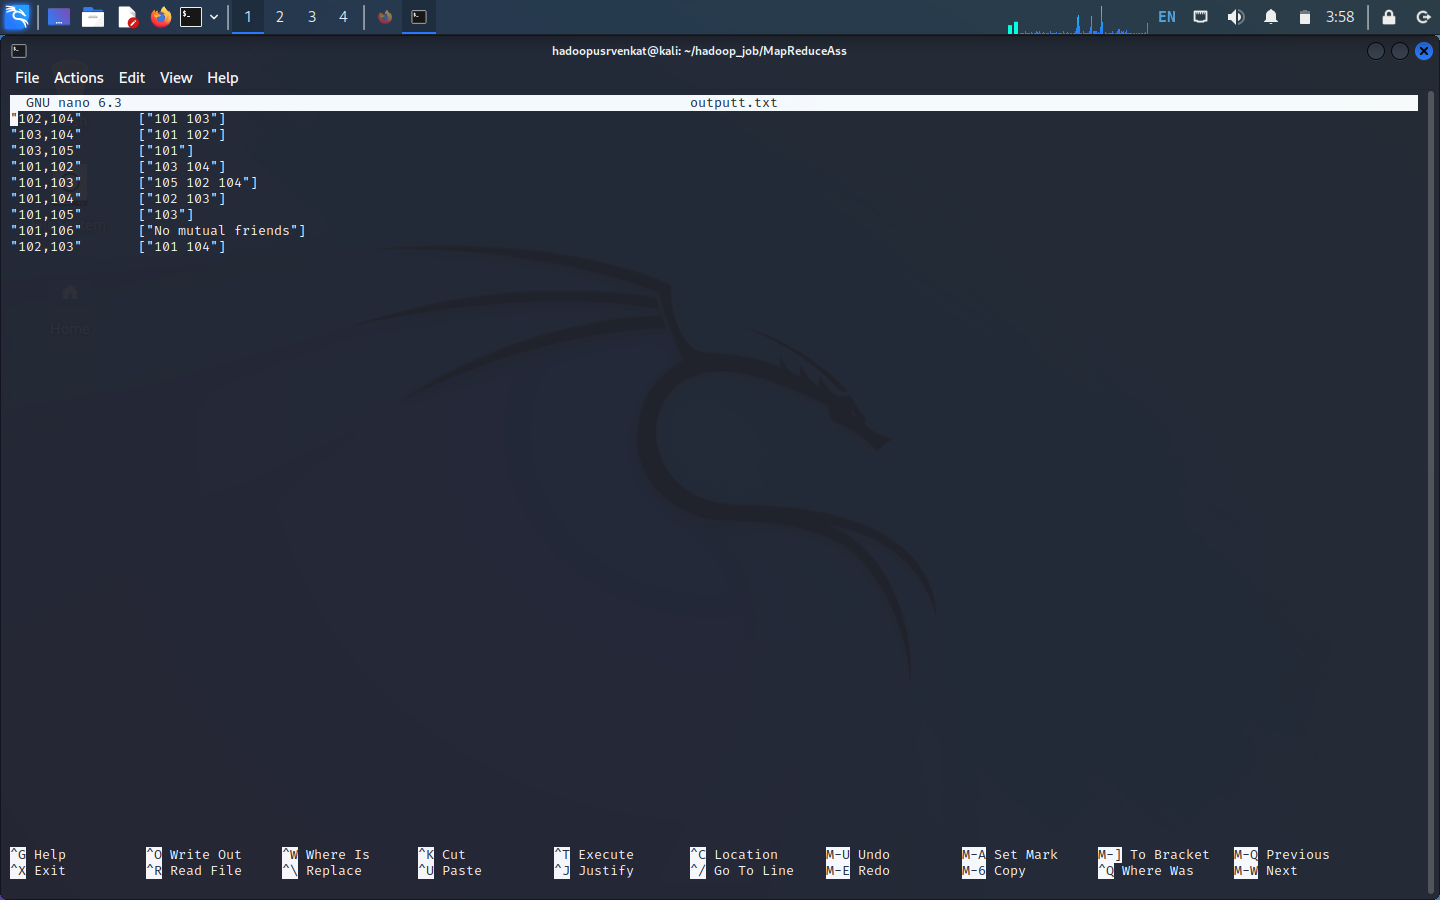 1 2 3 4 EN 3:58
hadoopusrvenkat@kali: ~/hadoop_job/MapReduceAss
File Actions Edit View Help
GNU nano 6.3 outputt.txt
"102,104" ["101 103"]
"103,104" ["101 102"]
"103,105" ["101"]
"101,102" ["103 104"]
"101,103" ["105 102 104"]
"101,104" ["102 103"]
"101,105" ["103"]
"101,106" ["No mutual friends"]
"102,103" ["101 104"]
Home
^G Help ^O Write Out ^W Where Is ^K Cut ^T Execute ^C Location M-U Undo M-A Set Mark M-] To Bracket M-Q Previous
^X Exit ^R Read File ^\ Replace ^U Paste ^J Justify ^/ Go To Line M-E Redo M-6 Copy ^Q Where Was M-W Next